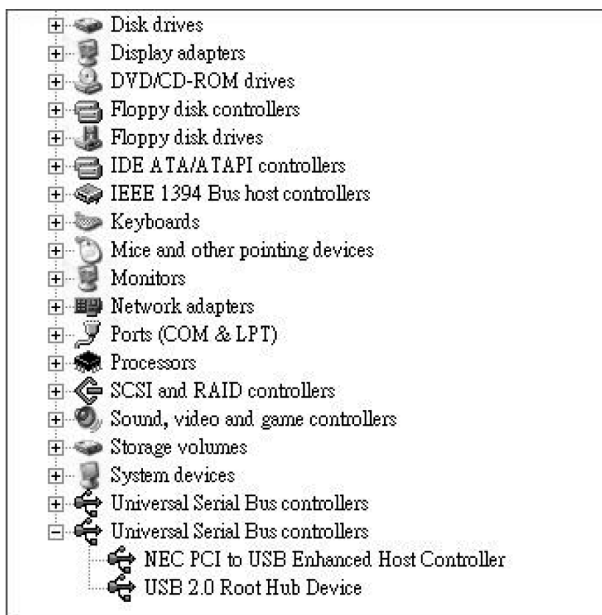 Disk drives
Display adapters
DVD/CD-ROM drives
Floppy disk controllers
Floppy disk drives
IDE ATA/ATAPI controllers
IEEE 1394 Bus host controllers
Keyboards
Mice and other pointing devices
Monitors
Network adapters
Ports (COM & LPT)
Processors
SCSI and RAID controllers
Sound, video and game controllers
Storage volumes
System devices
Universal Serial Bus controllers
Universal Serial Bus controllers
NEC PCI to USB Enhanced Host Controller
USB 2.0 Root Hub Device